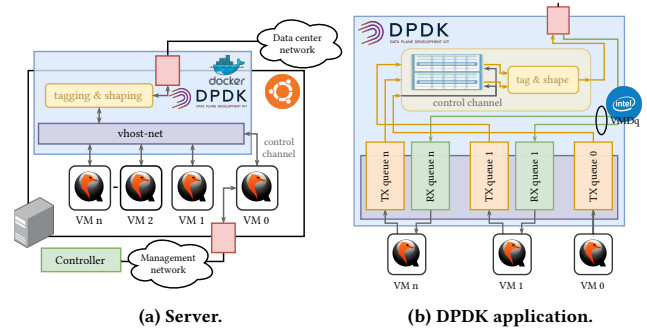 Data center
network
docker
DPDK
DATA PLANE DEVELOPMENT KIT
tagging & shaping
vhost-net
control
channel
VM n
VM 2
VM 1
VM 0
Controller
Management
network
(a) Server.
DPDK
DATA PLANE DEVELOPMENT KIT
tag & shape
control channel
intel
VMDq
TX queue n
RX queue n
TX queue 1
RX queue 1
TX queue 0
VM n
VM 1
VM 0
(b) DPDK application.